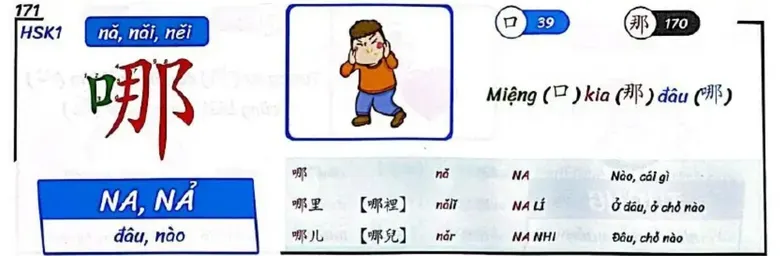 171
HSK1
nǎ, nǎi, něi
口 39
那 170
哪
Miệng (口) kia (那) đâu (哪)
NA, NẢ
đâu, nào
哪 nǎ NA Nào, cái gì
哪里 【哪裡】 nǎlǐ NA LÍ Ở đâu, ở chỗ nào
哪儿 【哪兒】 nǎr NA NHI Đâu, chỗ nào